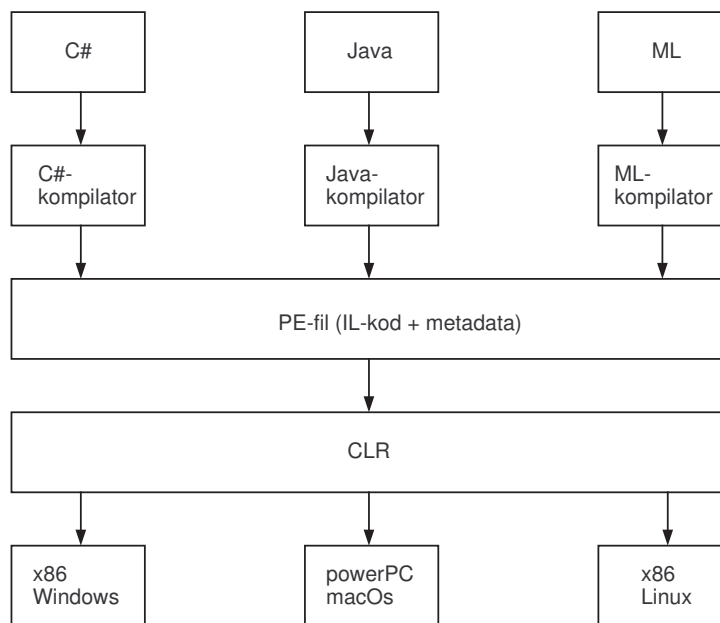 C#
Java
ML
C#-
kompilator
Java-
kompilator
ML-
kompilator
PE-fil (IL-kod + metadata)
CLR
x86
Windows
powerPC
macOs
x86
Linux